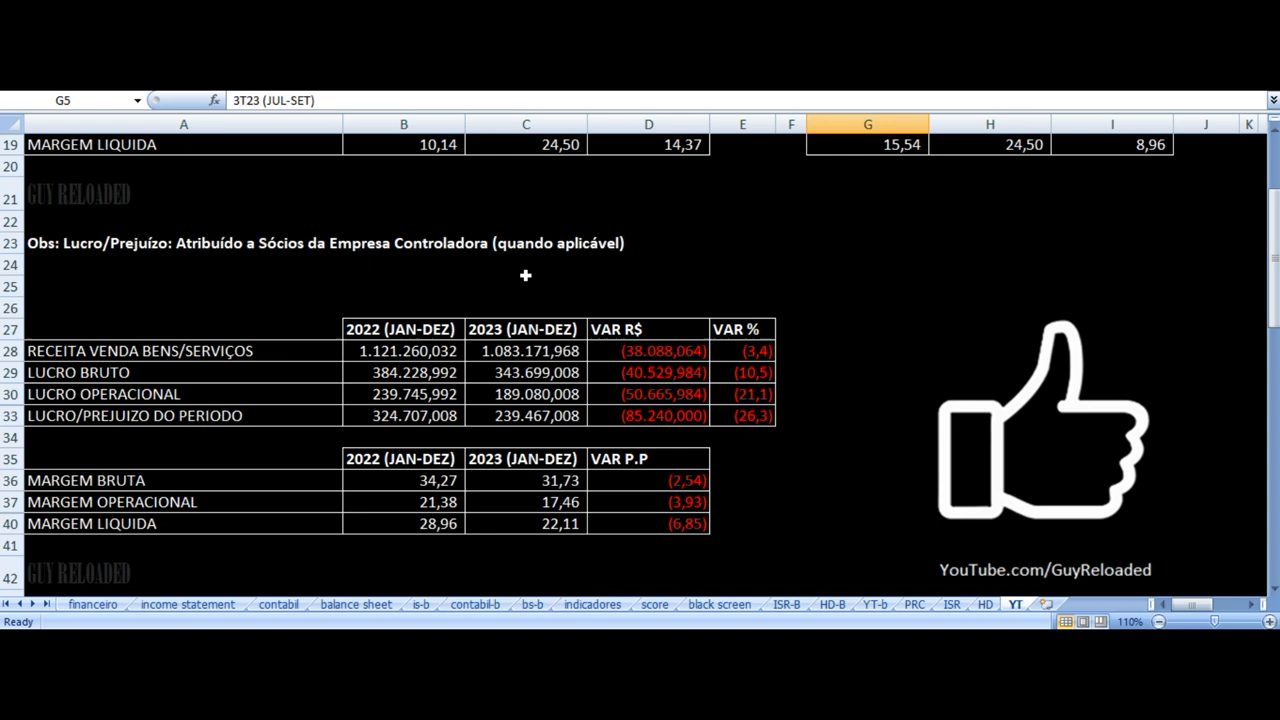 G5 fx 3T23 (JUL-SET)
A B C D E F G H I J K
19 MARGEM LIQUIDA 10,14 24,50 14,37 15,54 24,50 8,96
20
21 GUY RELOADED
22
23 Obs: Lucro/Prejuízo: Atribuído a Sócios da Empresa Controladora (quando aplicável)
24
25
26
27 2022 (JAN-DEZ) 2023 (JAN-DEZ) VAR R$ VAR %
28 RECEITA VENDA BENS/SERVIÇOS 1.121.260,032 1.083.171,968 (38.088,064) (3,4)
29 LUCRO BRUTO 384.228,992 343.699,008 (40.529,984) (10,5)
30 LUCRO OPERACIONAL 239.745,992 189.080,008 (50.665,984) (21,1)
33 LUCRO/PREJUIZO DO PERIODO 324.707,008 239.467,008 (85.240,000) (26,3)
34
35 2022 (JAN-DEZ) 2023 (JAN-DEZ) VAR P.P
36 MARGEM BRUTA 34,27 31,73 (2,54)
37 MARGEM OPERACIONAL 21,38 17,46 (3,93)
40 MARGEM LIQUIDA 28,96 22,11 (6,85)
41
42 GUY RELOADED
YouTube.com/GuyReloaded
financeiro income statement contabil balance sheet is-b contabil-b bs-b indicadores score black screen ISR-B HD-B YT-b PRC ISR HD YT
Ready 110%